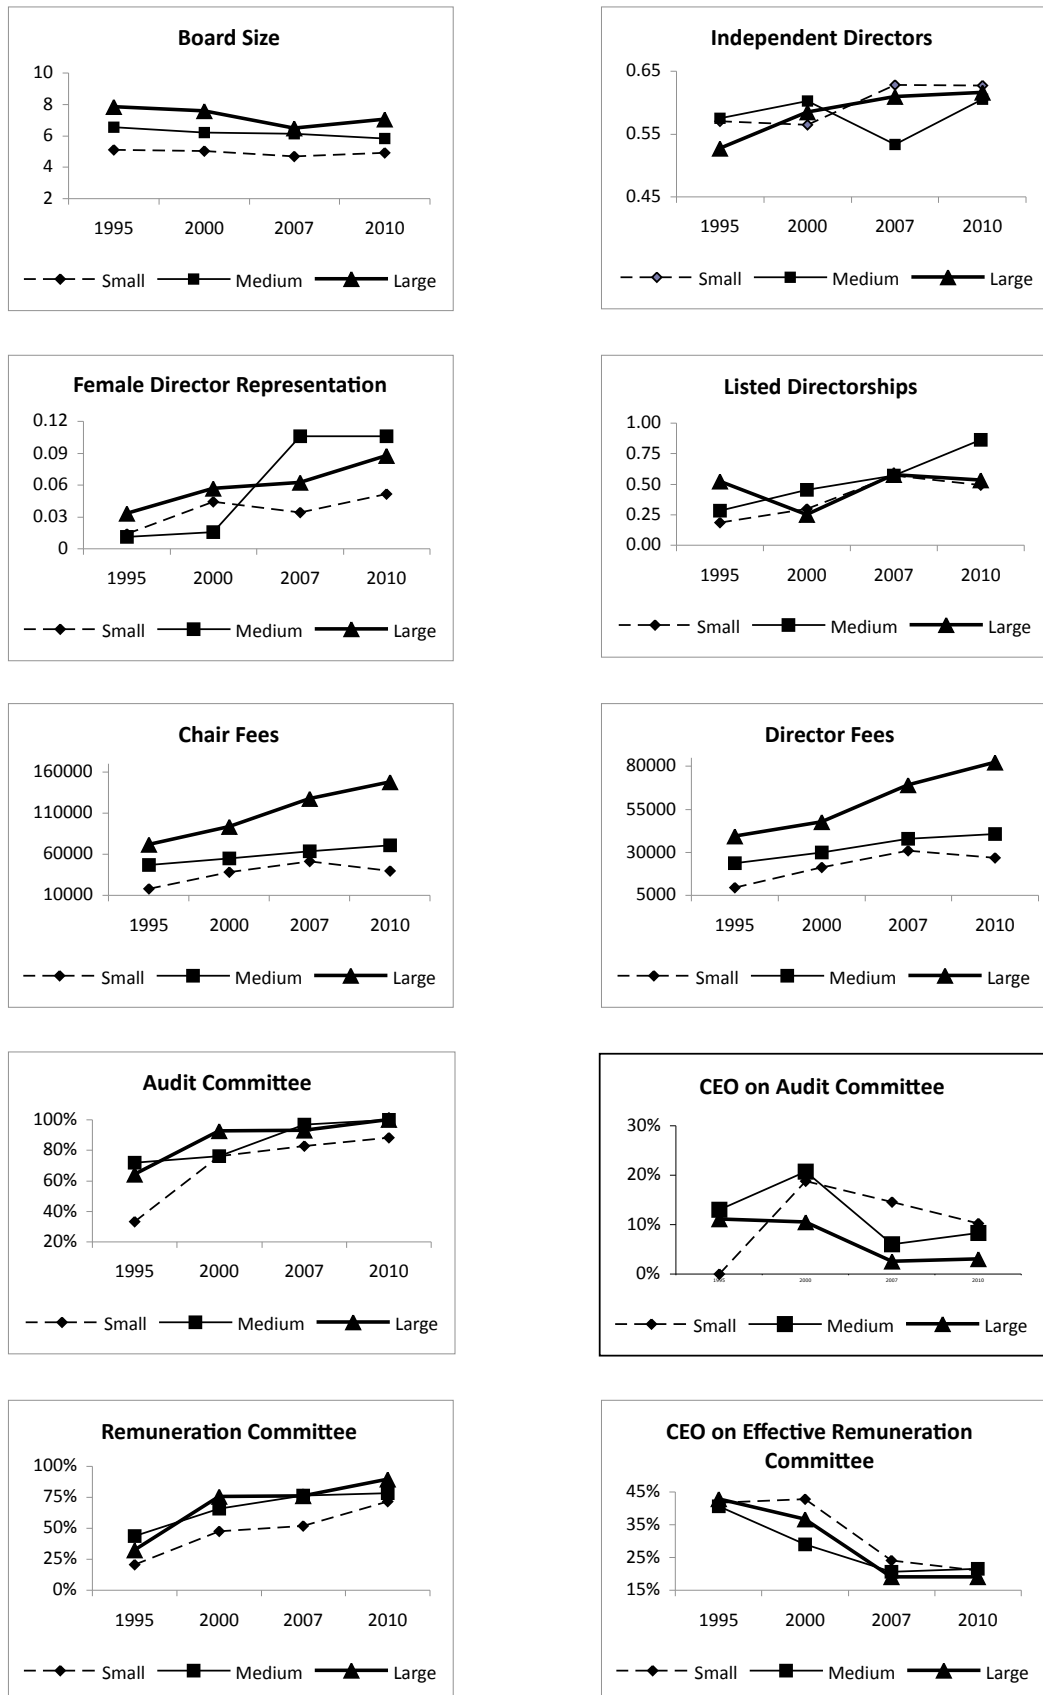 Board Size
10
8
6
4
2
1995 2000 2007 2010
Small Medium Large
Independent Directors
0.65
0.55
0.45
1995 2000 2007 2010
Small Medium Large
Female Director Representation
0.12
0.09
0.06
0.03
0
1995 2000 2007 2010
Small Medium Large
Listed Directorships
1.00
0.75
0.50
0.25
0.00
1995 2000 2007 2010
Small Medium Large
Chair Fees
160000
110000
60000
10000
1995 2000 2007 2010
Small Medium Large
Director Fees
80000
55000
30000
5000
1995 2000 2007 2010
Small Medium Large
Audit Committee
100%
80%
60%
40%
20%
1995 2000 2007 2010
Small Medium Large
CEO on Audit Committee
30%
20%
10%
0%
1995 2000 2007 2010
Small Medium Large
Remuneration Committee
100%
75%
50%
25%
0%
1995 2000 2007 2010
Small Medium Large
CEO on Effective Remuneration
Committee
45%
35%
25%
15%
1995 2000 2007 2010
Small Medium Large